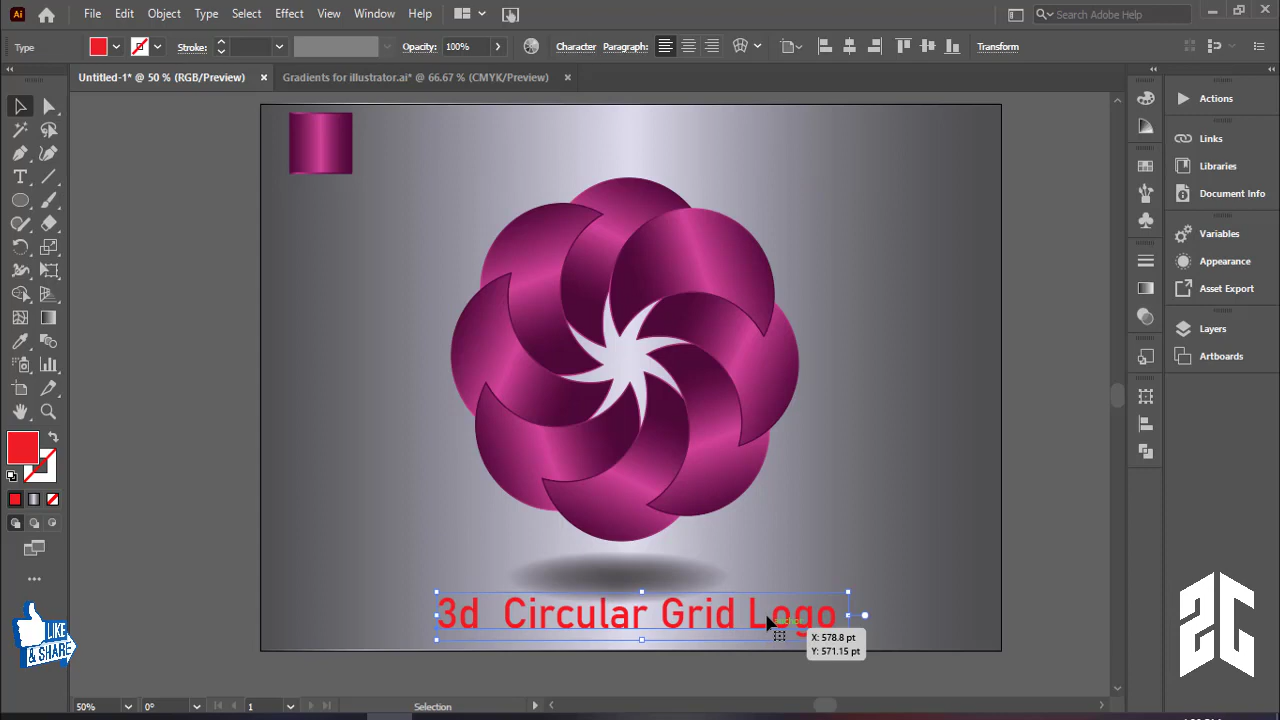 Ai File Edit Object Type Select Effect View Window Help Search Adobe Help
Type Stroke: Opacity: 100% Character Paragraph: Transform
Untitled-1* @ 50 % (RGB/Preview) × Gradients for illustrator.ai* @ 66.67 % (CMYK/Preview) ×
Actions
Links
Libraries
Document Info
Variables
Appearance
Asset Export
Layers
Artboards
3d Circular Grid Logo
anchor
X: 578.8 pt
Y: 571.15 pt
LIKE
& SHARE
50% 0° 1 Selection